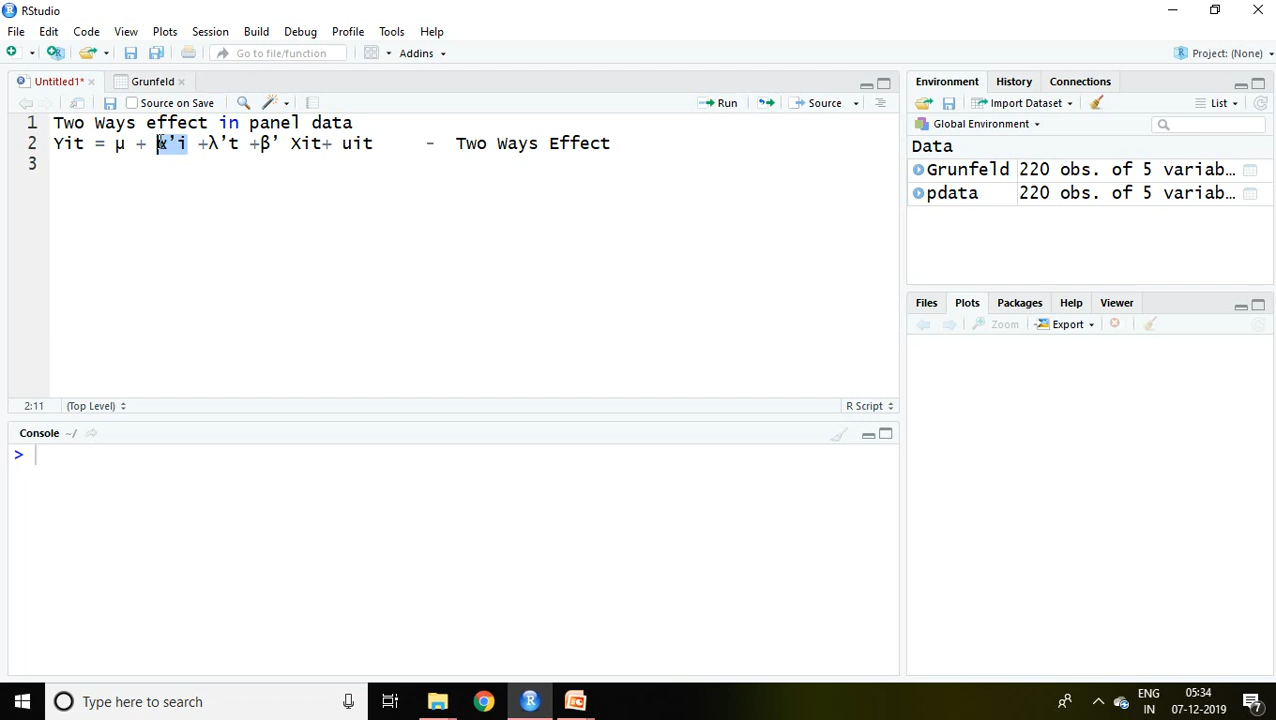 RStudio
File Edit Code View Plots Session Build Debug Profile Tools Help
Go to file/function Addins Project: (None)
Untitled1* Grunfeld
Source on Save Run Source
1 Two Ways effect in panel data
2 Yit = μ + α’i +λ’t +β’ Xit+ uit - Two Ways Effect
3
2:11 (Top Level) R Script
Console ~/
>
Environment History Connections
Import Dataset List
Global Environment
Data
Grunfeld 220 obs. of 5 variab…
pdata 220 obs. of 5 variab…
Files Plots Packages Help Viewer
Zoom Export
Type here to search
ENG
IN
05:34
07-12-2019
7